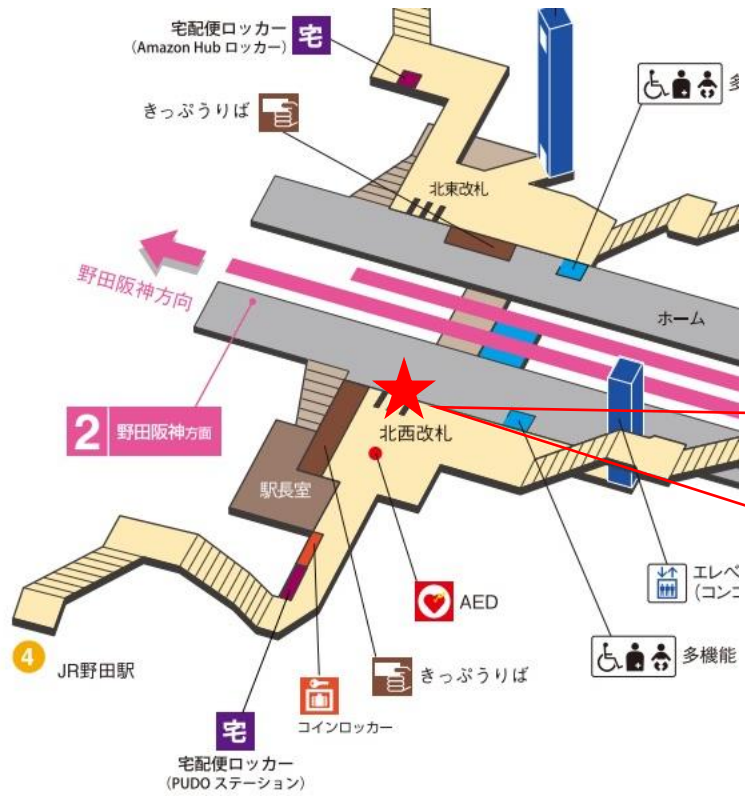 宅配便ロッカー
(Amazon Hub ロッカー)
宅
きっぷうりば
多
北東改札
野田阪神方向
ホーム
2 野田阪神方面
北西改札
駅長室
エレベ
(コンコ
AED
4
JR野田駅
多機能
きっぷうりば
コインロッカー
宅
宅配便ロッカー
(PUDO ステーション)